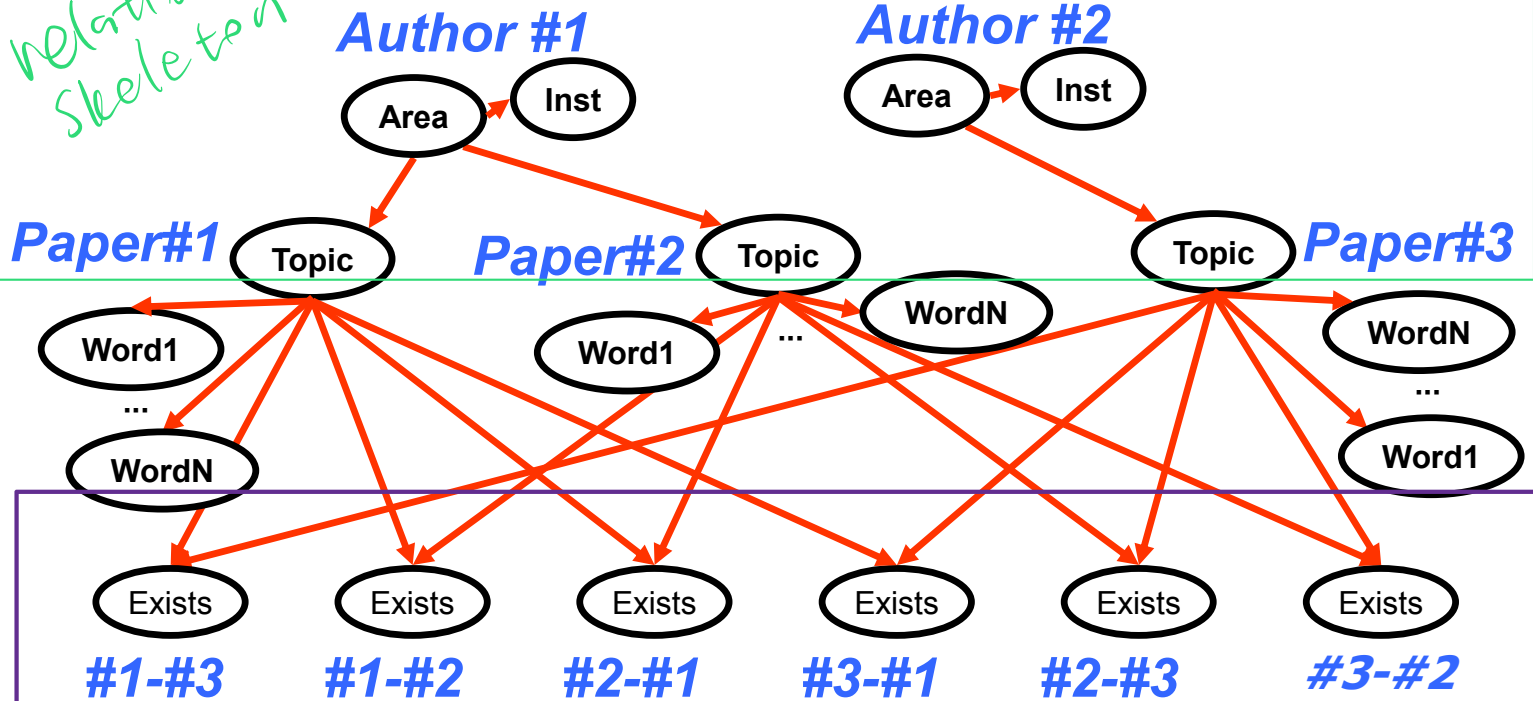 relati
Skeleton
Author #1
Author #2
Area
Inst
Area
Inst
Paper#1
Topic
Paper#2
Topic
Topic
Paper#3
Word1
...
WordN
Word1
...
WordN
WordN
...
Word1
Exists
Exists
Exists
Exists
Exists
Exists
#1-#3
#1-#2
#2-#1
#3-#1
#2-#3
#3-#2